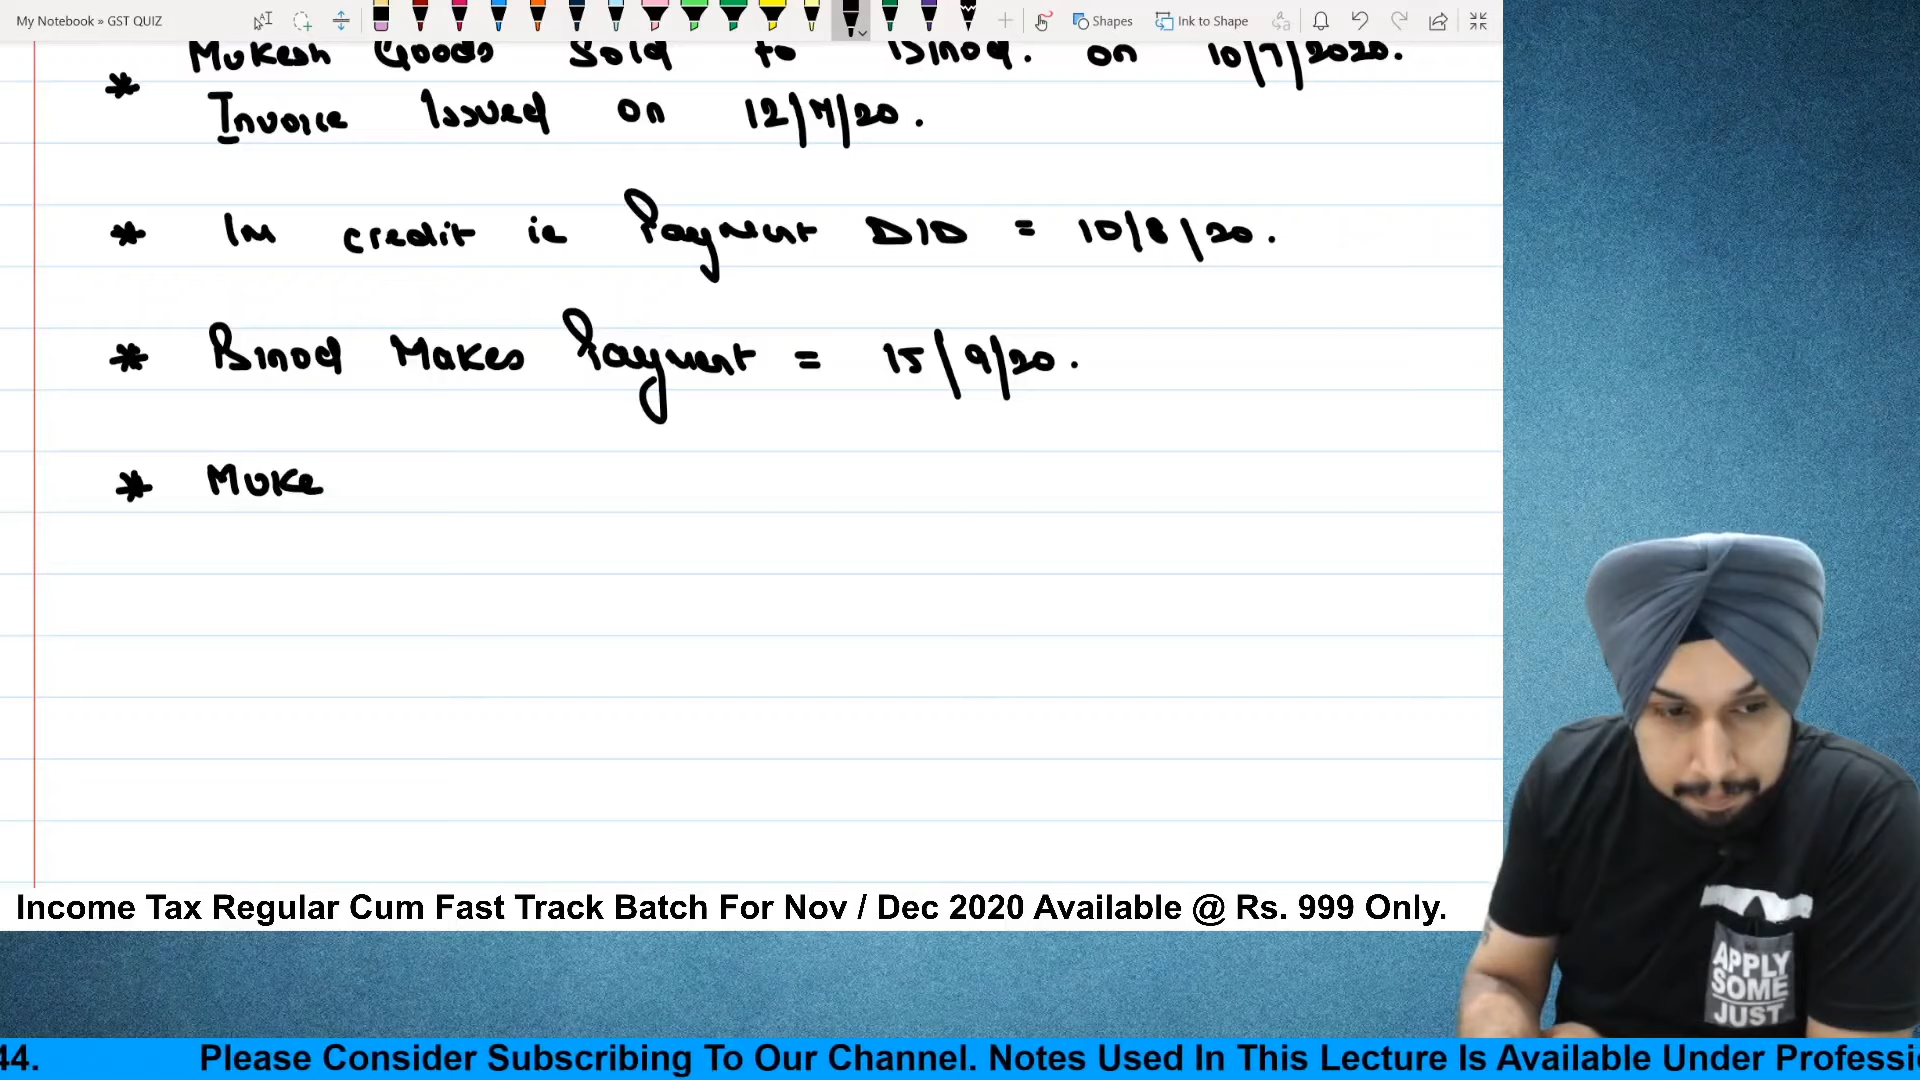 My Notebook » GST QUIZ
Shapes
Ink to Shape
* Mukesh Goods Sold to Binod. on 10/7/2020.
Invoice Issued on 12/7/20.
* 1m credit ie Payment DID = 10/8/20.
* Binod Makes Payment = 15/9/20.
* Muke
Income Tax Regular Cum Fast Track Batch For Nov / Dec 2020 Available @ Rs. 999 Only.
APPLY
SOME
JUST
44. Please Consider Subscribing To Our Channel. Notes Used In This Lecture Is Available Under Professi